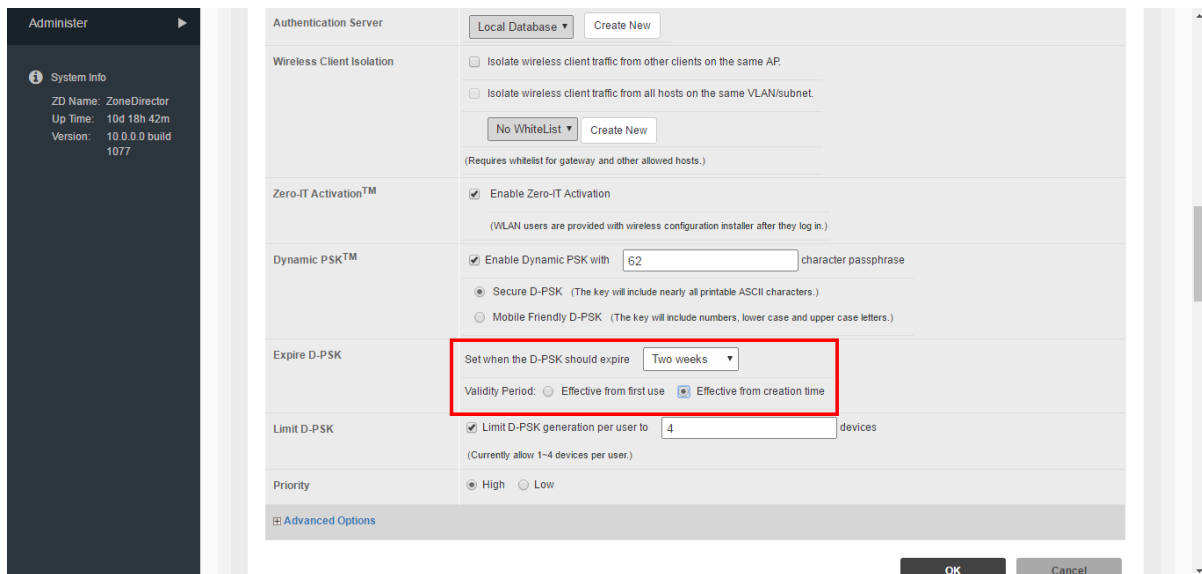 Administer
System Info
ZD Name: ZoneDirector
Up Time: 10d 18h 42m
Version: 10.0.0.0 build
1077
Authentication Server
Local Database
Create New
Wireless Client Isolation
Isolate wireless client traffic from other clients on the same AP.
Isolate wireless client traffic from all hosts on the same VLAN/subnet.
No WhiteList
Create New
(Requires whitelist for gateway and other allowed hosts.)
Zero-IT Activation™
Enable Zero-IT Activation
(WLAN users are provided with wireless configuration installer after they log in.)
Dynamic PSK™
Enable Dynamic PSK with 62 character passphrase
Secure D-PSK (The key will include nearly all printable ASCII characters.)
Mobile Friendly D-PSK (The key will include numbers, lower case and upper case letters.)
Expire D-PSK
Set when the D-PSK should expire Two weeks
Validity Period: Effective from first use Effective from creation time
Limit D-PSK
Limit D-PSK generation per user to 4 devices
(Currently allow 1~4 devices per user.)
Priority
High Low
Advanced Options
OK Cancel